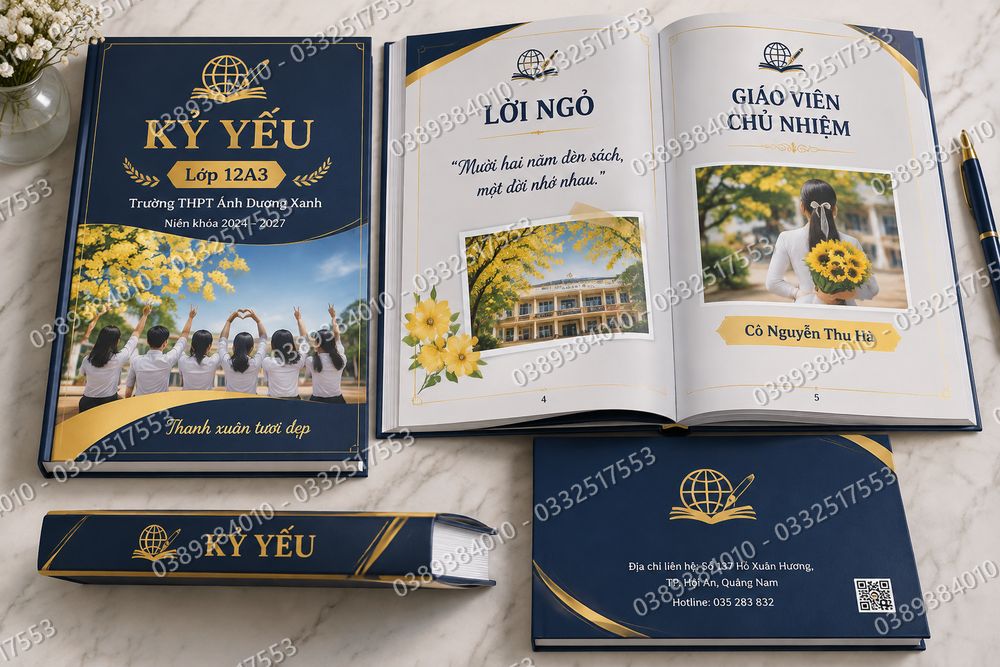 KỶ YẾU
Lớp 12A3
Trường THPT Ánh Dương Xanh
Niên khóa 2024 - 2027
Thanh xuân tươi đẹp
LỜI NGỎ
“Mười hai năm đèn sách,
một đời nhớ nhau.”
4
GIÁO VIÊN
CHỦ NHIỆM
Cô Nguyễn Thu Hà
5
KỶ YẾU
Địa chỉ liên hệ: Số 137 Hồ Xuân Hương,
TP. Hội An, Quảng Nam
Hotline: 035 283 832
0389384010 - 0332517553